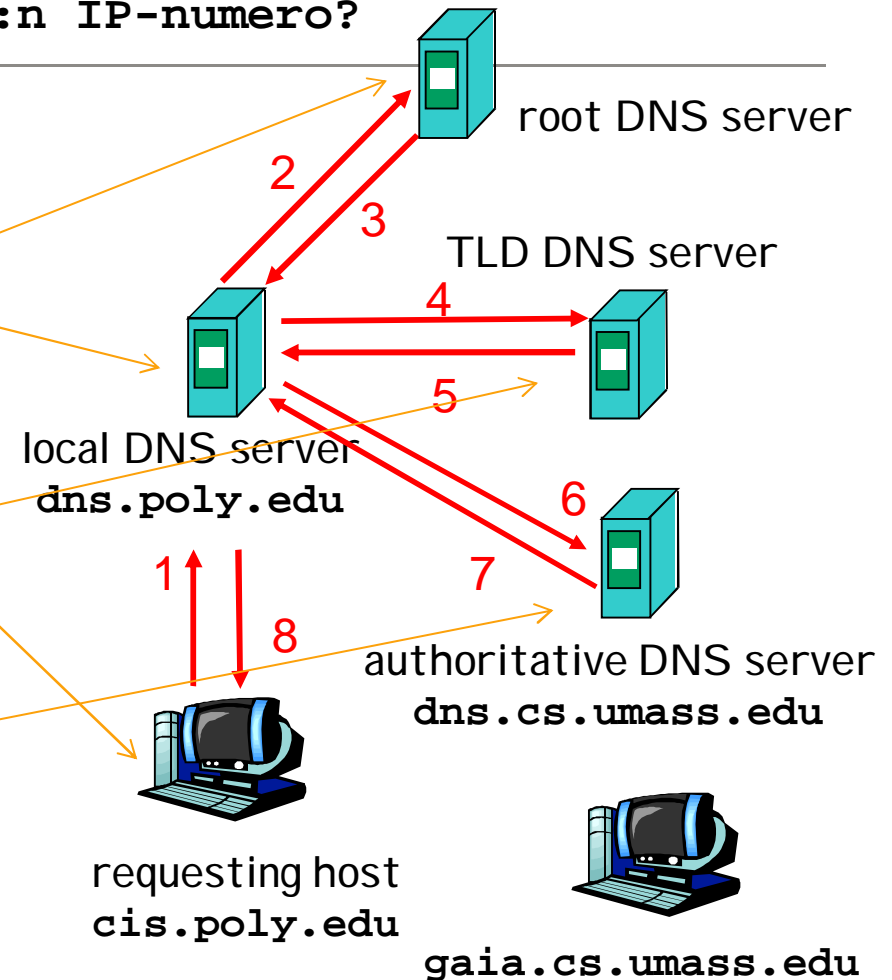 :n IP-numero?
root DNS server
2
3
TLD DNS server
4
5
local DNS server
dns.poly.edu
6
7
1
8
authoritative DNS server
dns.cs.umass.edu
requesting host
cis.poly.edu
gaia.cs.umass.edu